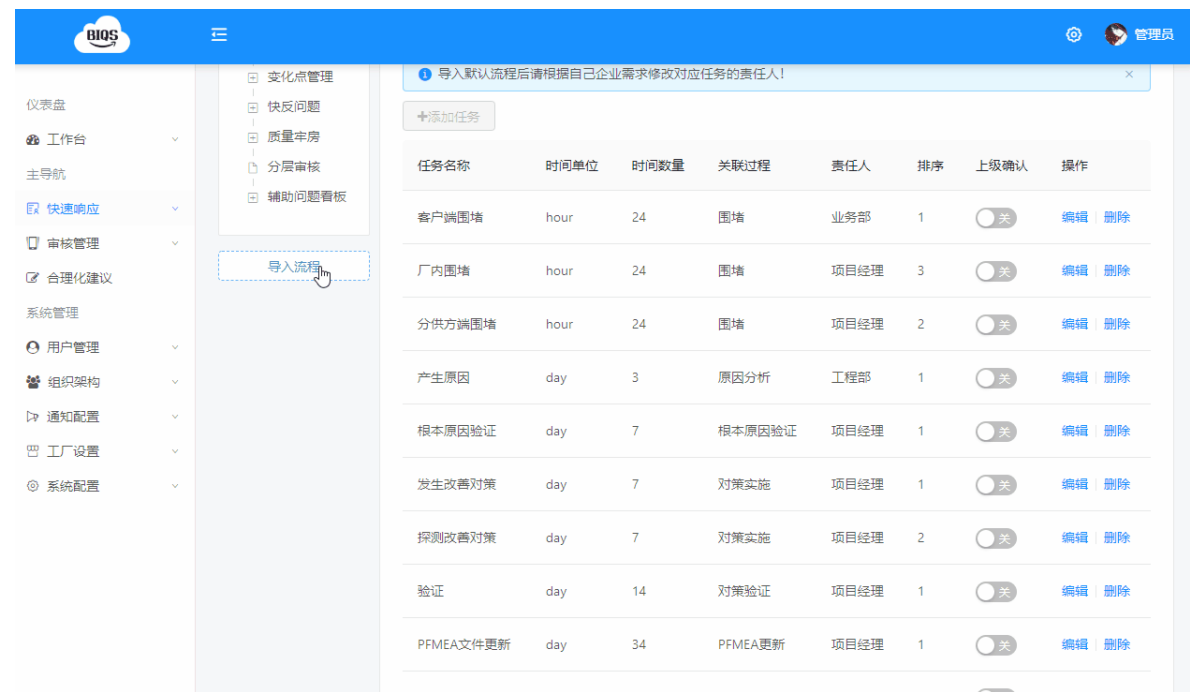 BIQS
管理员
仪表盘
工作台
主导航
快速响应
审核管理
合理化建议
系统管理
用户管理
组织架构
通知配置
工厂设置
系统配置
变化点管理
快反问题
质量牢房
分层审核
辅助问题看板
导入流程
导入默认流程后请根据自己企业需求修改对应任务的责任人!
+添加任务
任务名称 时间单位 时间数量 关联过程 责任人 排序 上级确认 操作
客户端围堵 hour 24 围堵 业务部 1 关 编辑 删除
厂内围堵 hour 24 围堵 项目经理 3 关 编辑 删除
分供方端围堵 hour 24 围堵 项目经理 2 关 编辑 删除
产生原因 day 3 原因分析 工程部 1 关 编辑 删除
根本原因验证 day 7 根本原因验证 项目经理 1 关 编辑 删除
发生改善对策 day 7 对策实施 项目经理 1 关 编辑 删除
探测改善对策 day 7 对策实施 项目经理 2 关 编辑 删除
验证 day 14 对策验证 项目经理 1 关 编辑 删除
PFMEA文件更新 day 34 PFMEA更新 项目经理 1 关 编辑 删除